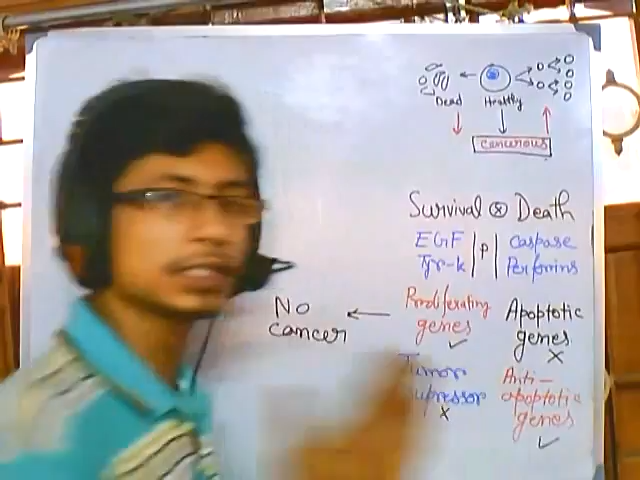 Dead Healthy
cancerous
Survival ⊗ Death
EGF | P | Caspase
Tyr-k Perforins
Proliferating
genes
✓
Apoptotic
genes
×
No
cancer
Tumor
supressor
×
Anti-
apoptotic
genes
✓